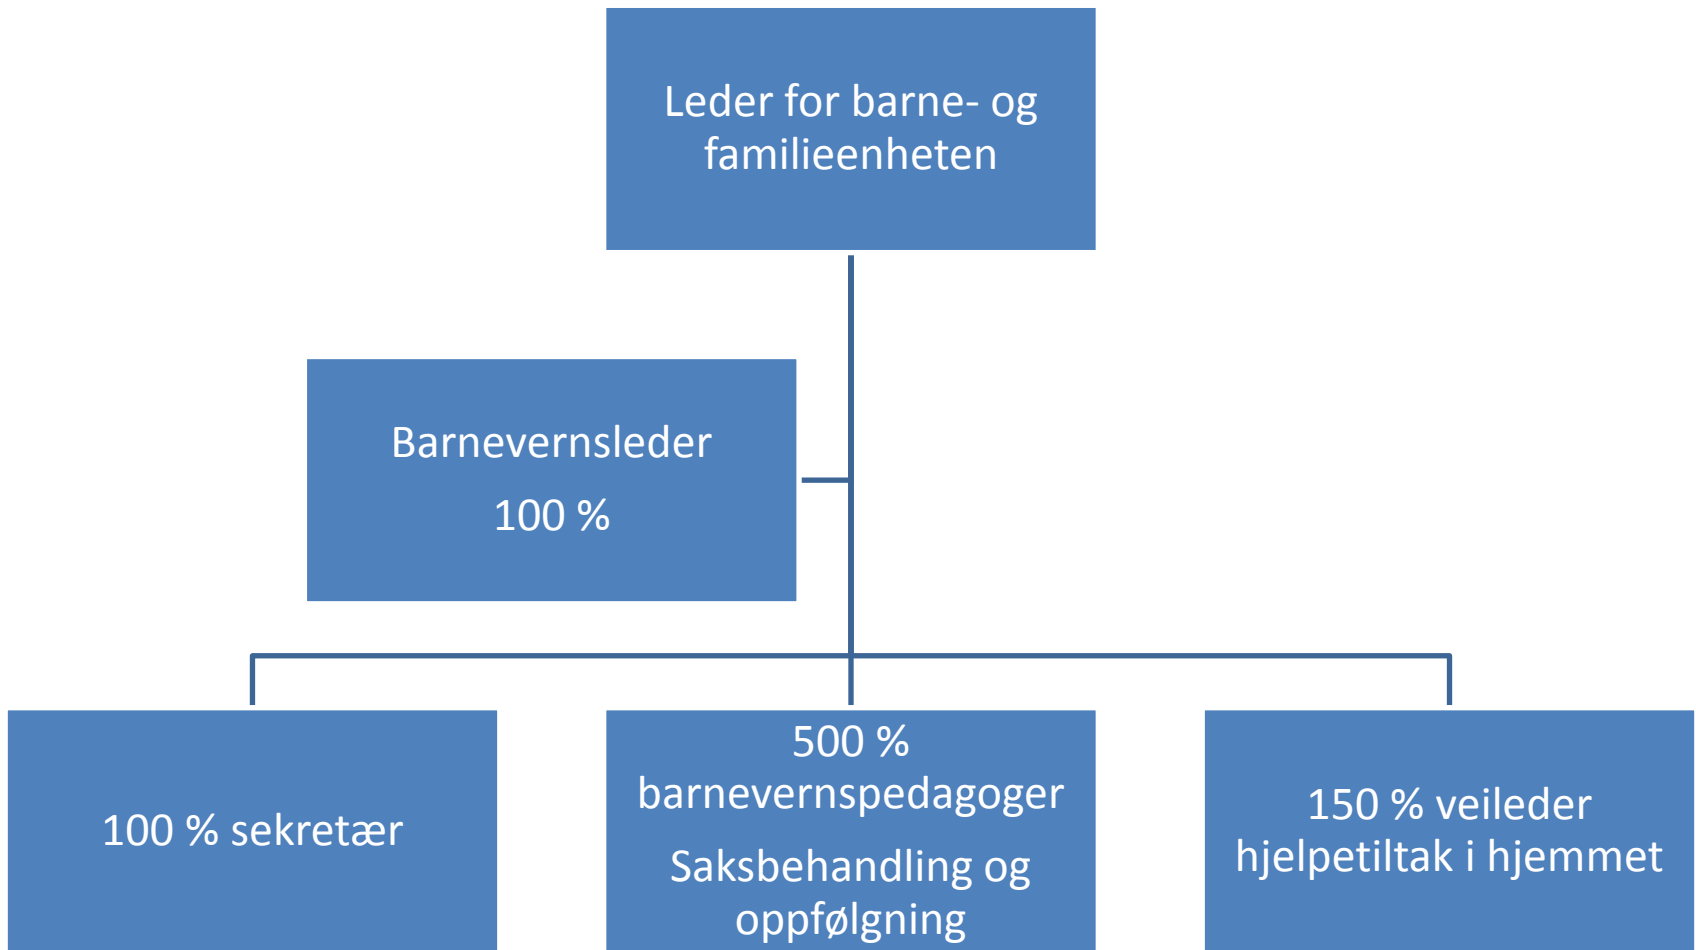 Leder for barne- og
familieenheten
Barnevernsleder
100 %
100 % sekretær
500 %
barnevernspedagoger
Saksbehandling og
oppfølgning
150 % veileder
hjelpetiltak i hjemmet